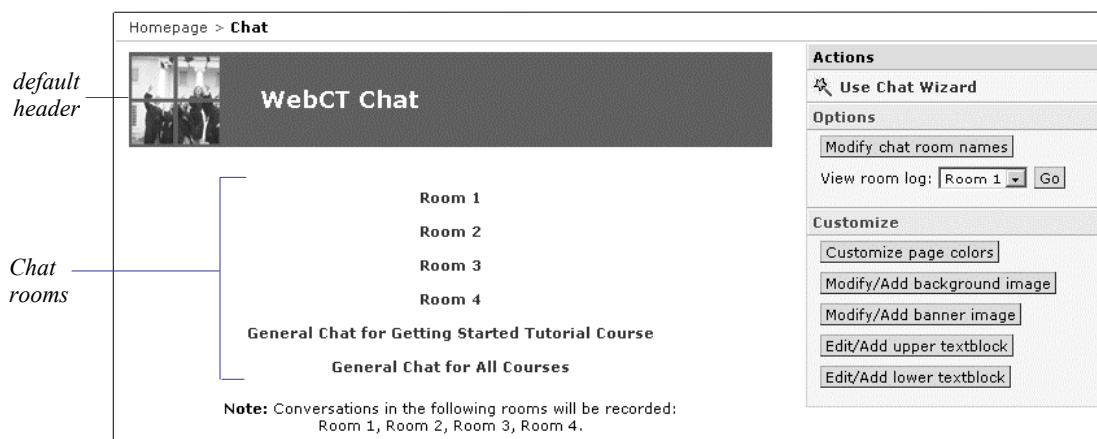 Homepage > Chat
default
header
WebCT Chat
Chat
rooms
Room 1
Room 2
Room 3
Room 4
General Chat for Getting Started Tutorial Course
General Chat for All Courses
Note: Conversations in the following rooms will be recorded:
Room 1, Room 2, Room 3, Room 4.
Actions
Use Chat Wizard
Options
Modify chat room names
View room log: Room 1 Go
Customize
Customize page colors
Modify/Add background image
Modify/Add banner image
Edit/Add upper textblock
Edit/Add lower textblock